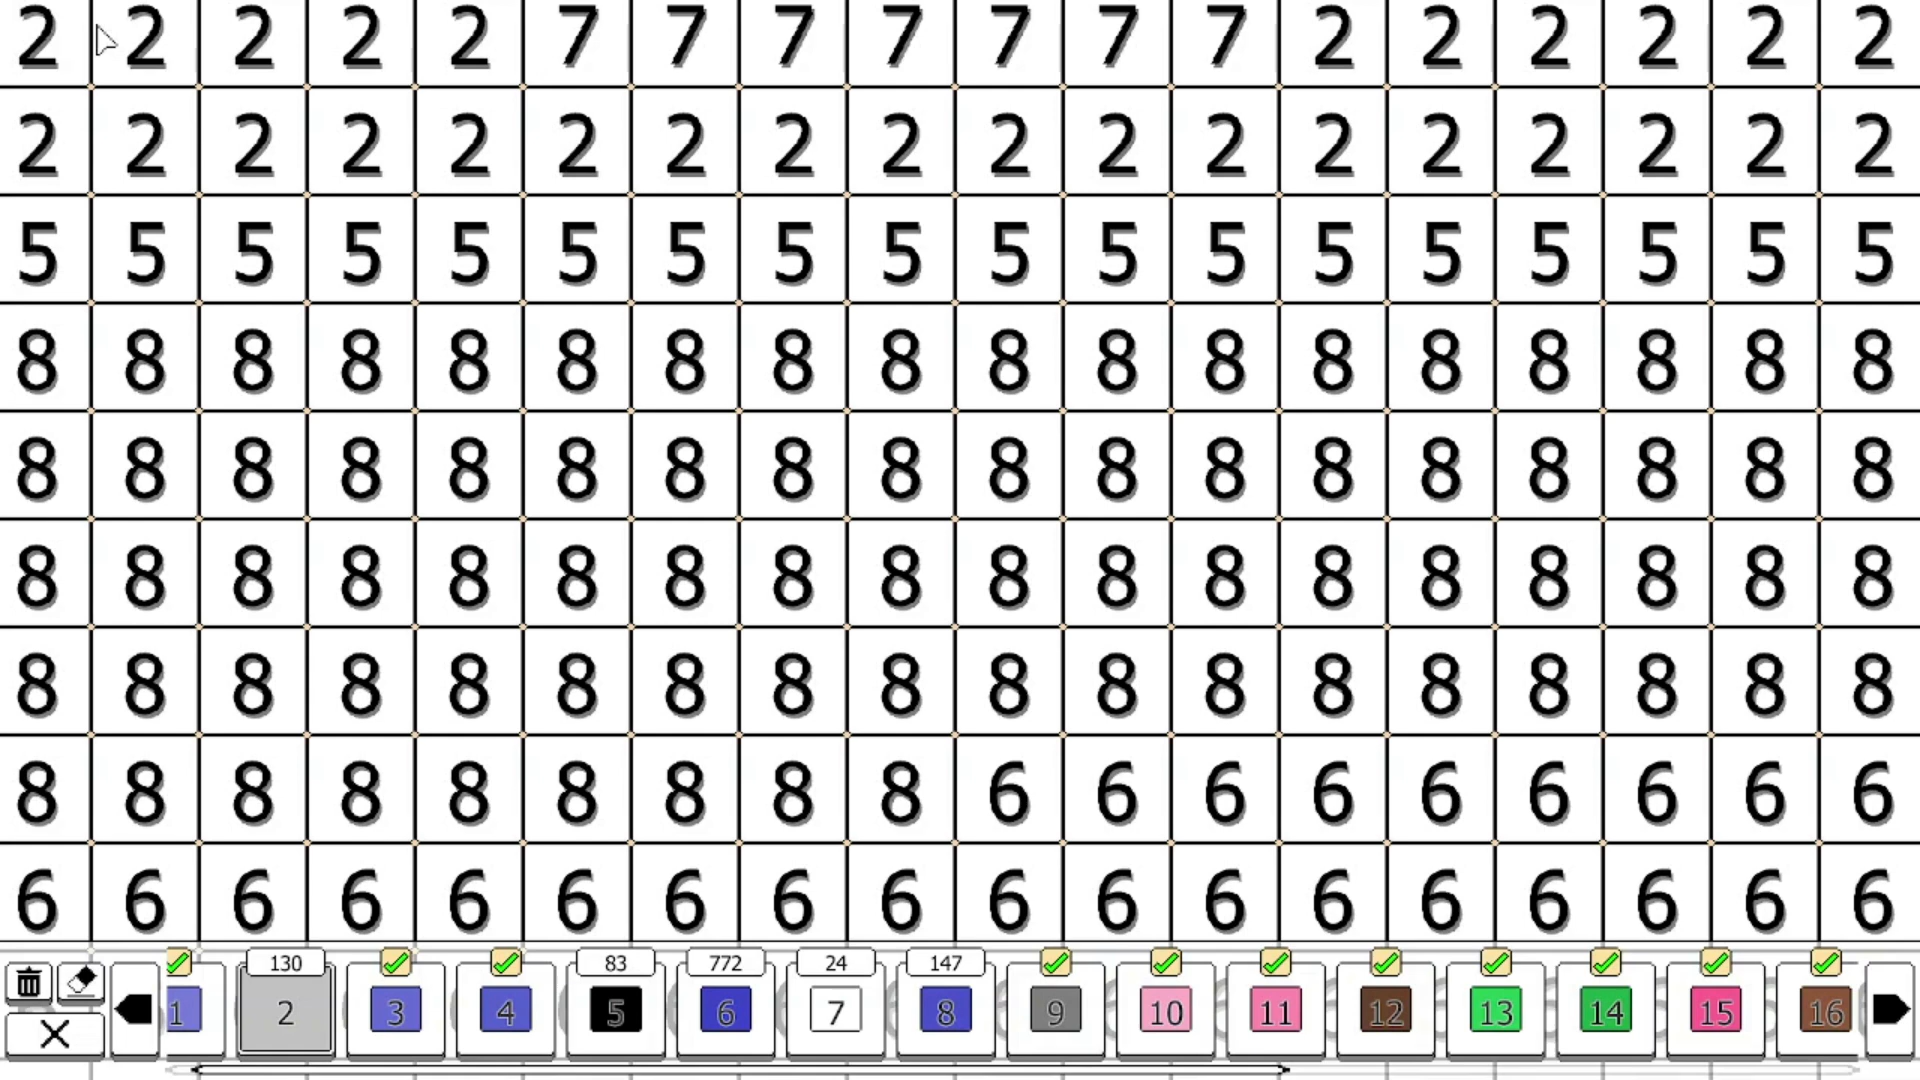 2 2 2 2 2 7 7 7 7 7 7 7 2 2 2 2 2 2
2 2 2 2 2 2 2 2 2 2 2 2 2 2 2 2 2 2
5 5 5 5 5 5 5 5 5 5 5 5 5 5 5 5 5 5
8 8 8 8 8 8 8 8 8 8 8 8 8 8 8 8 8 8
8 8 8 8 8 8 8 8 8 8 8 8 8 8 8 8 8 8
8 8 8 8 8 8 8 8 8 8 8 8 8 8 8 8 8 8
8 8 8 8 8 8 8 8 8 8 8 8 8 8 8 8 8 8
8 8 8 8 8 8 8 8 8 6 6 6 6 6 6 6 6 6
6 6 6 6 6 6 6 6 6 6 6 6 6 6 6 6 6 6
130 83 772 24 147
1 2 3 4 5 6 7 8 9 10 11 12 13 14 15 16